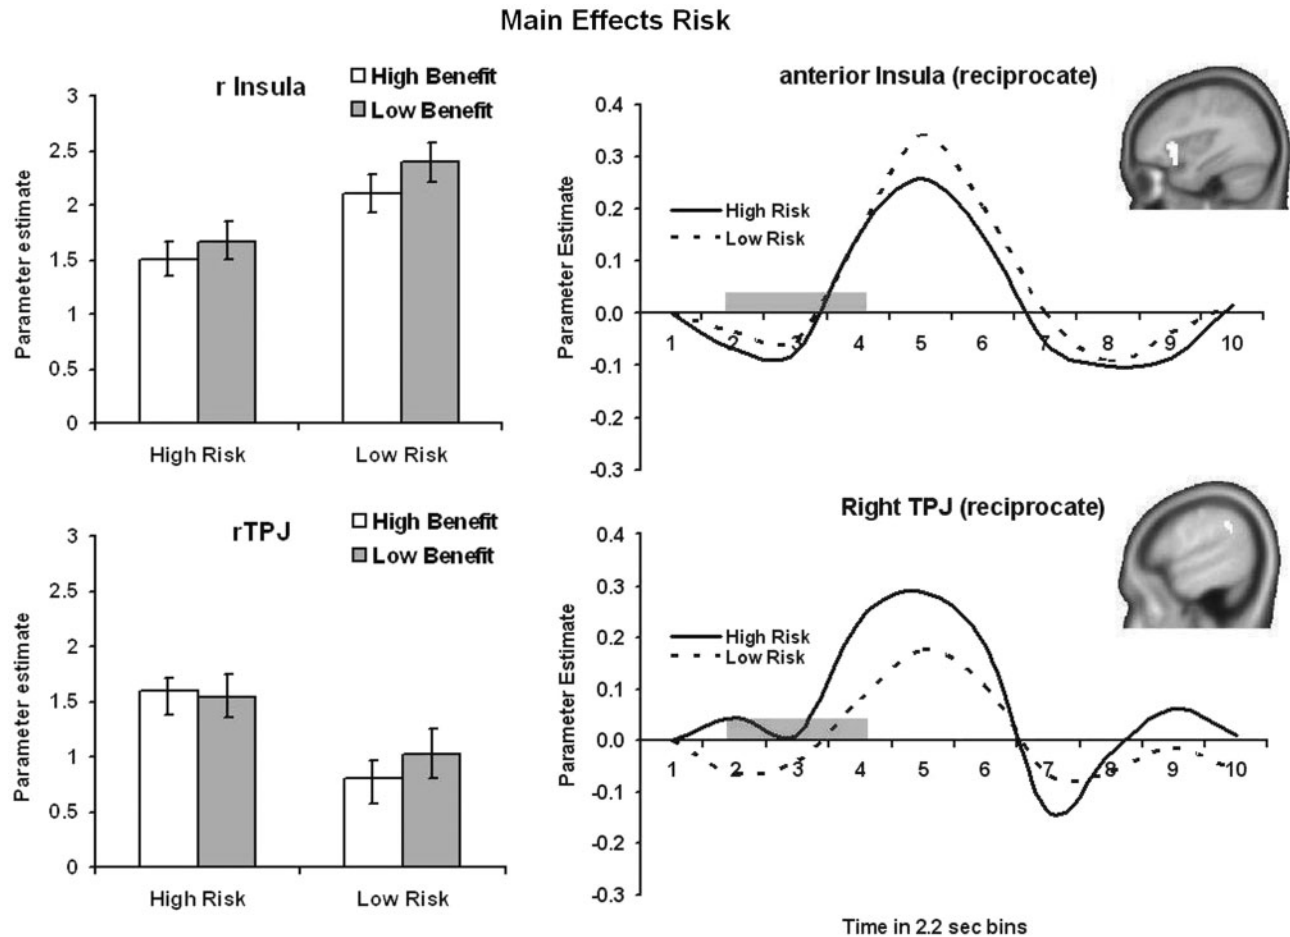 Main Effects Risk
r Insula
High Benefit
Low Benefit
3
2.5
2
1.5
1
0.5
0
Parameter estimate
High Risk
Low Risk
anterior Insula (reciprocate)
0.4
0.3
0.2
0.1
0.0
-0.1
-0.2
-0.3
Parameter Estimate
High Risk
Low Risk
1 2 3 4 5 6 7 8 9 10
rTPJ
High Benefit
Low Benefit
3
2.5
2
1.5
1
0.5
0
Parameter estimate
High Risk
Low Risk
Right TPJ (reciprocate)
0.4
0.3
0.2
0.1
0.0
-0.1
-0.2
-0.3
Parameter Estimate
High Risk
Low Risk
1 2 3 4 5 6 7 8 9 10
Time in 2.2 sec bins